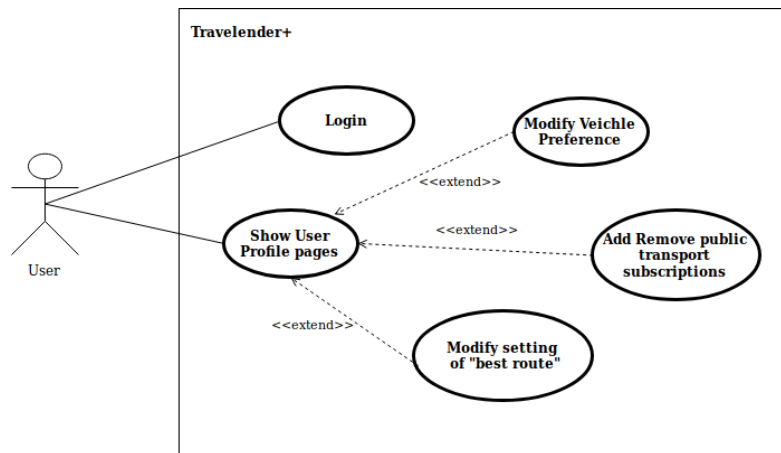 Travelender+
Login
Modify Veichle
Preference
<<extend>>
Show User
Profile pages
<<extend>>
Add Remove public
transport
subscriptions
User
<<extend>>
Modify setting
of "best route"